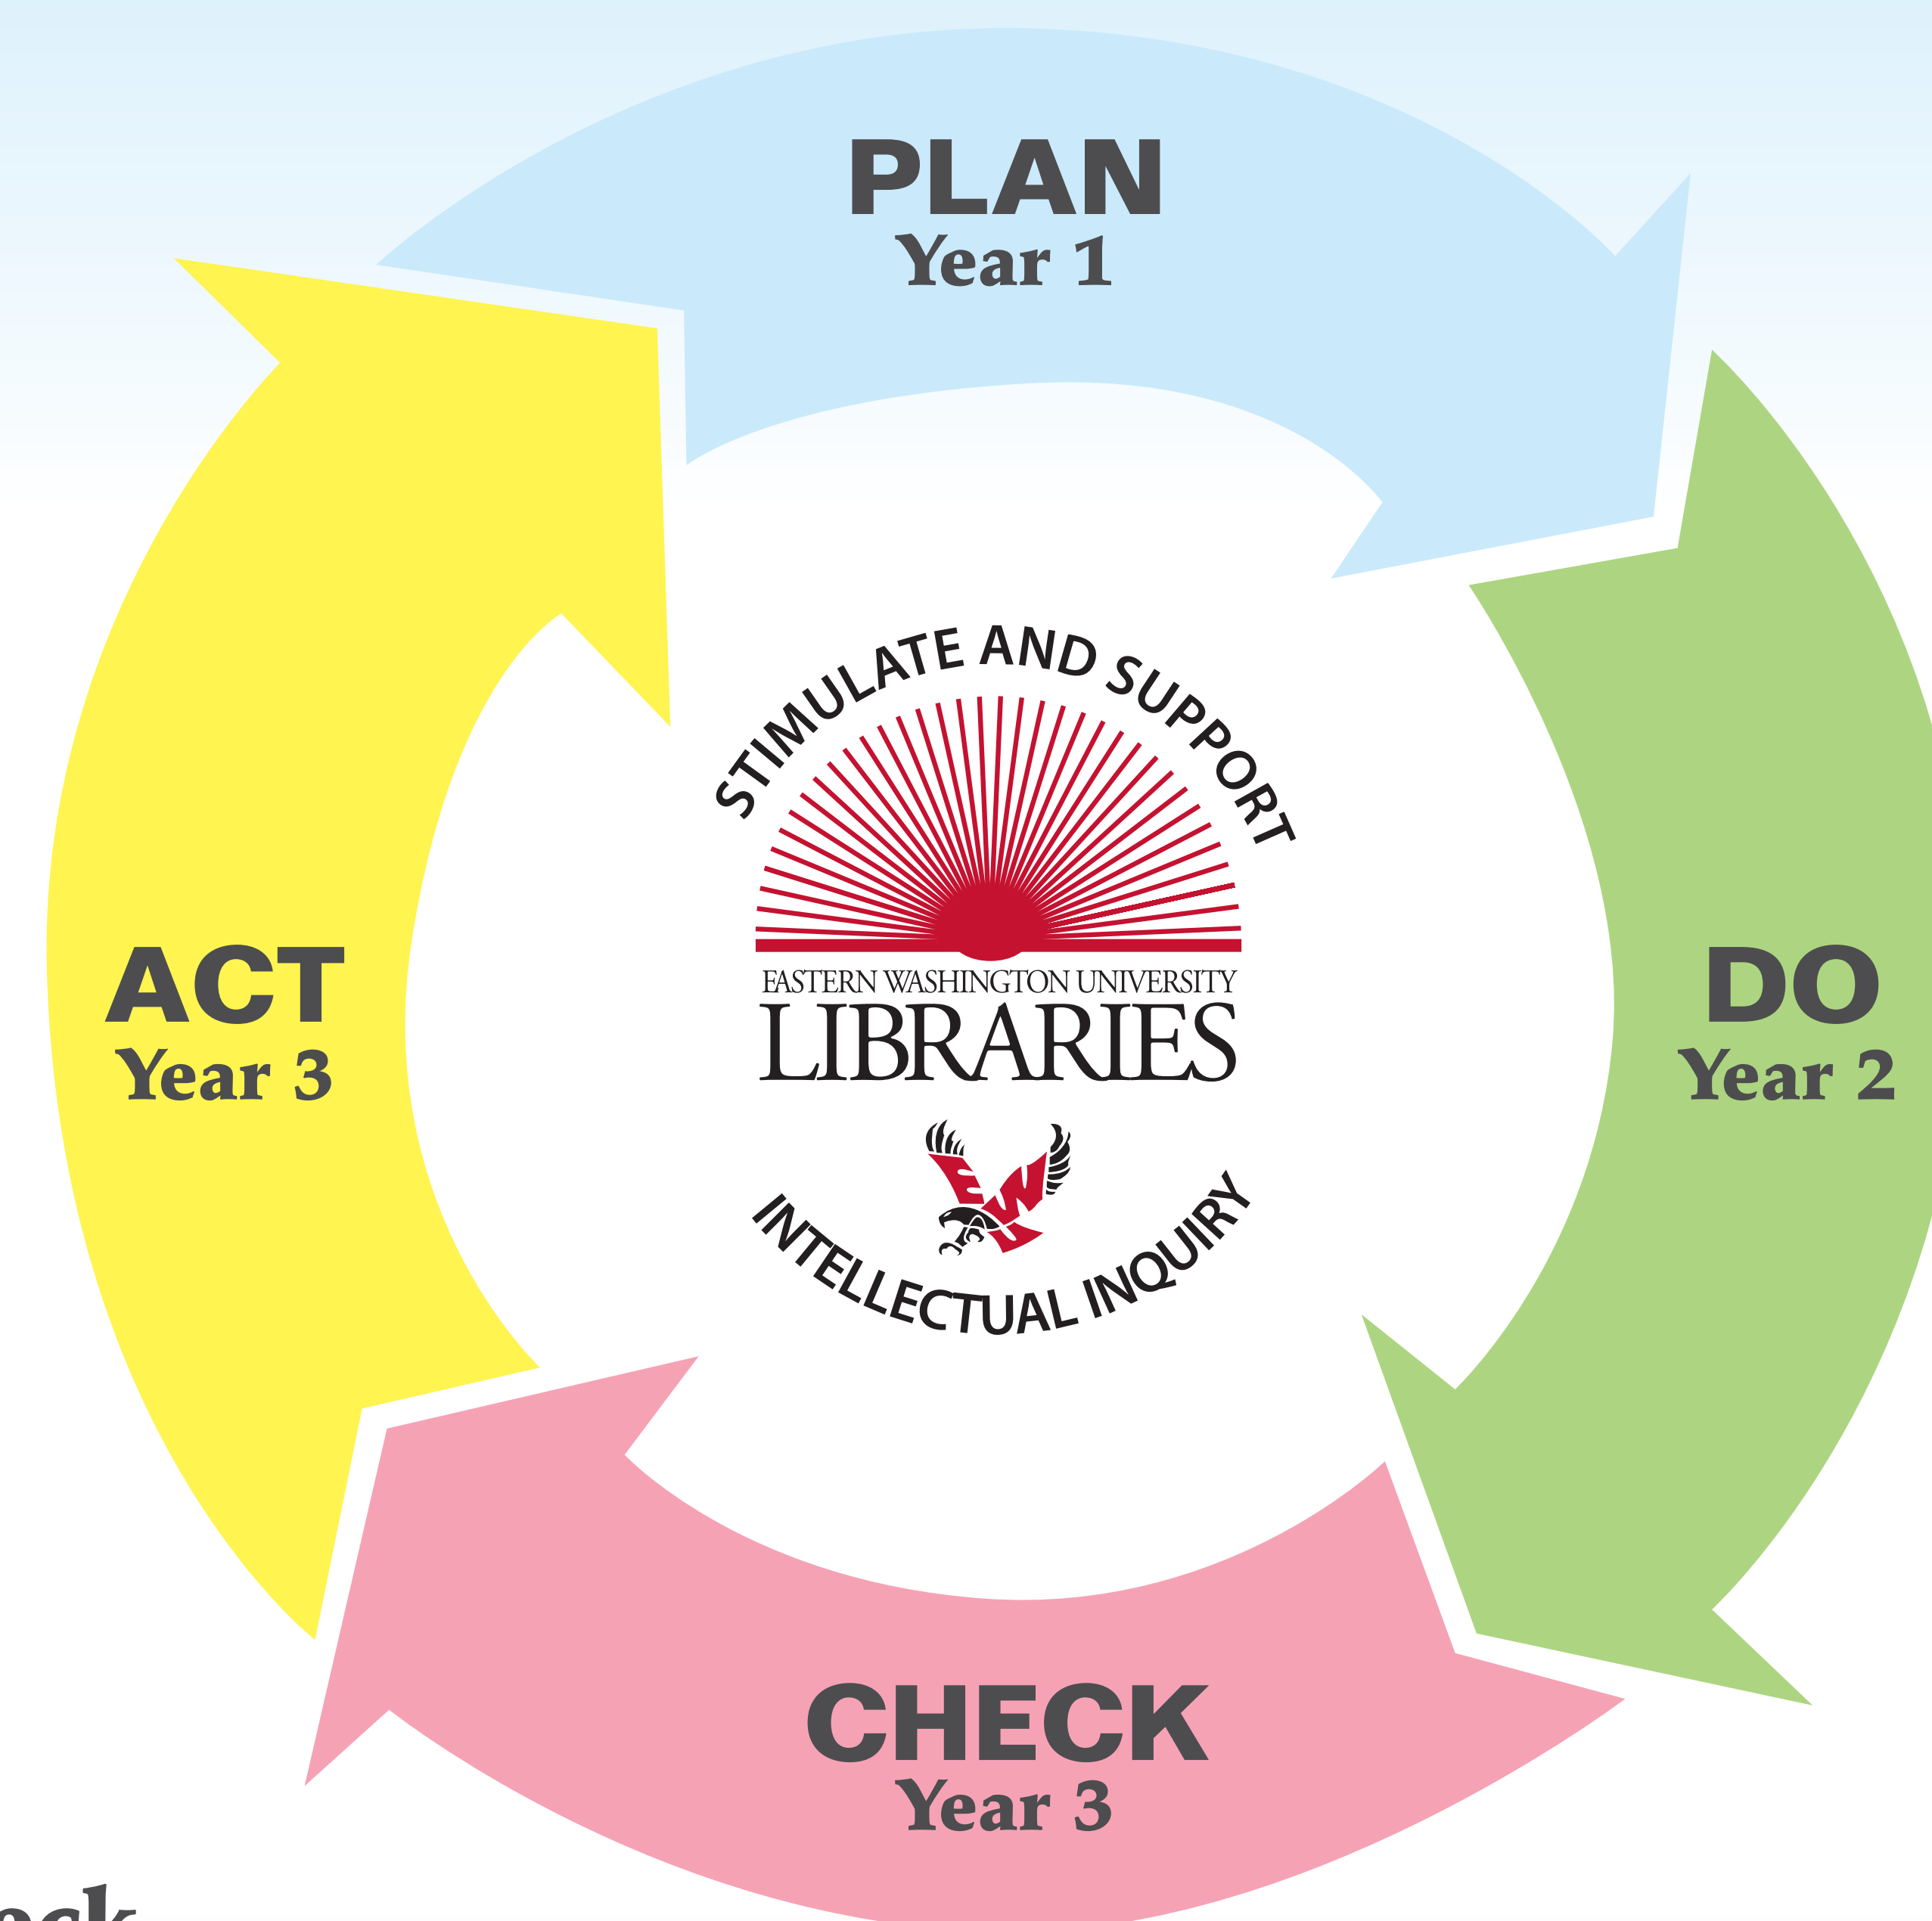 PLAN
Year 1
STIMULATE AND SUPPORT
EASTERN WASHINGTON UNIVERSITY
LIBRARIES
EW
INTELLECTUAL INQUIRY
ACT
Year 3
DO
Year 2
CHECK
Year 3